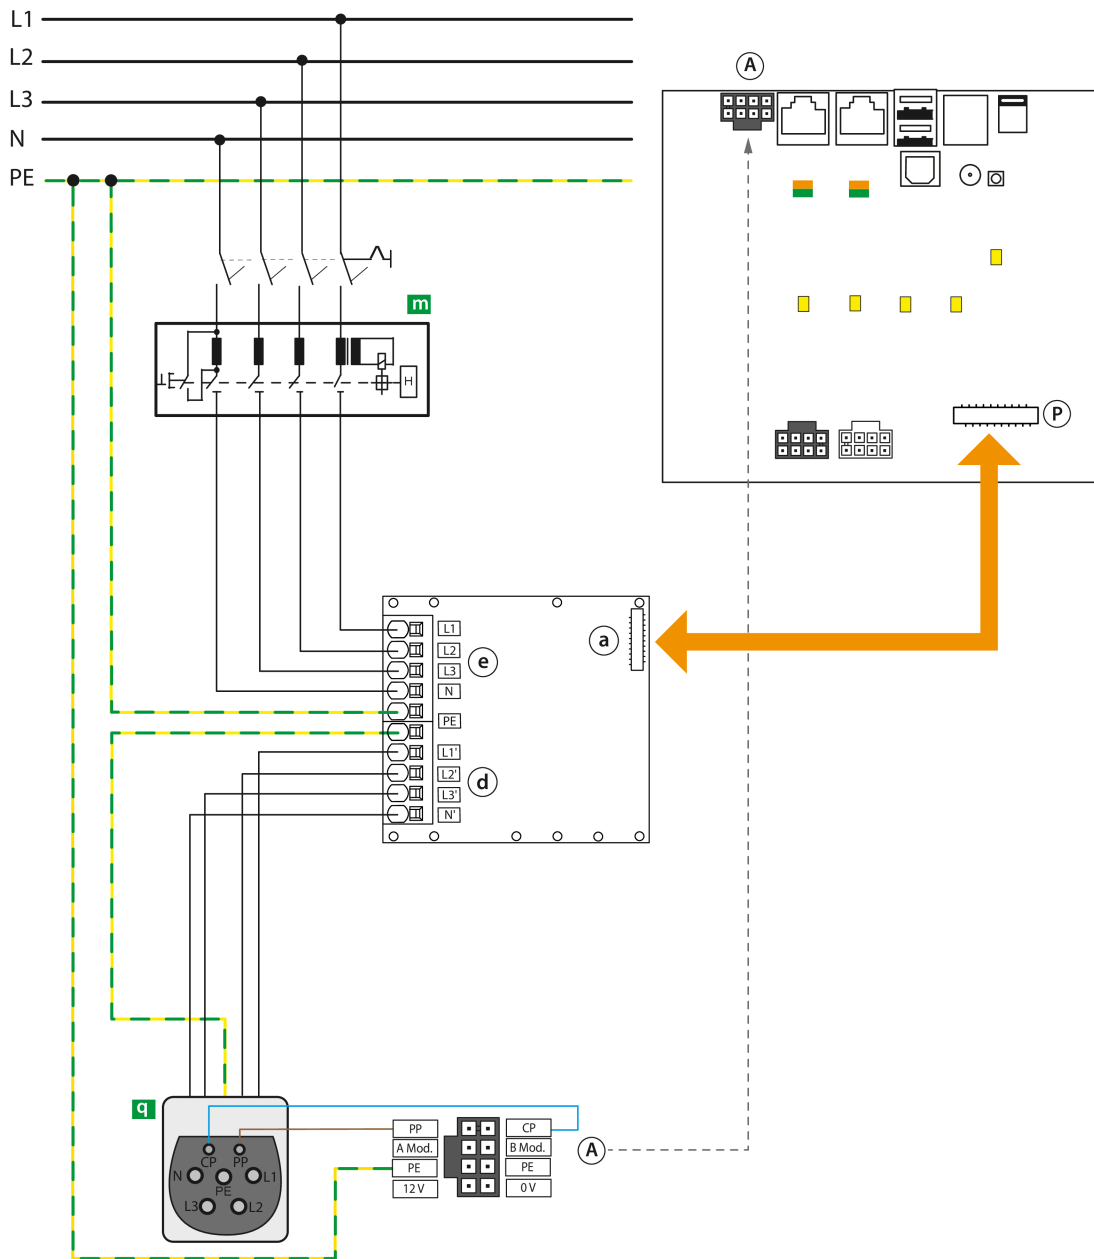 L1
L2
L3
N
PE
A
m
H
P
L1
L2
L3
N
PE
L1'
L2'
L3'
N'
e
d
a
q
CP PP
N L1
PE
L3 L2
PP CP
A Mod. B Mod.
PE PE
12 V 0 V
A